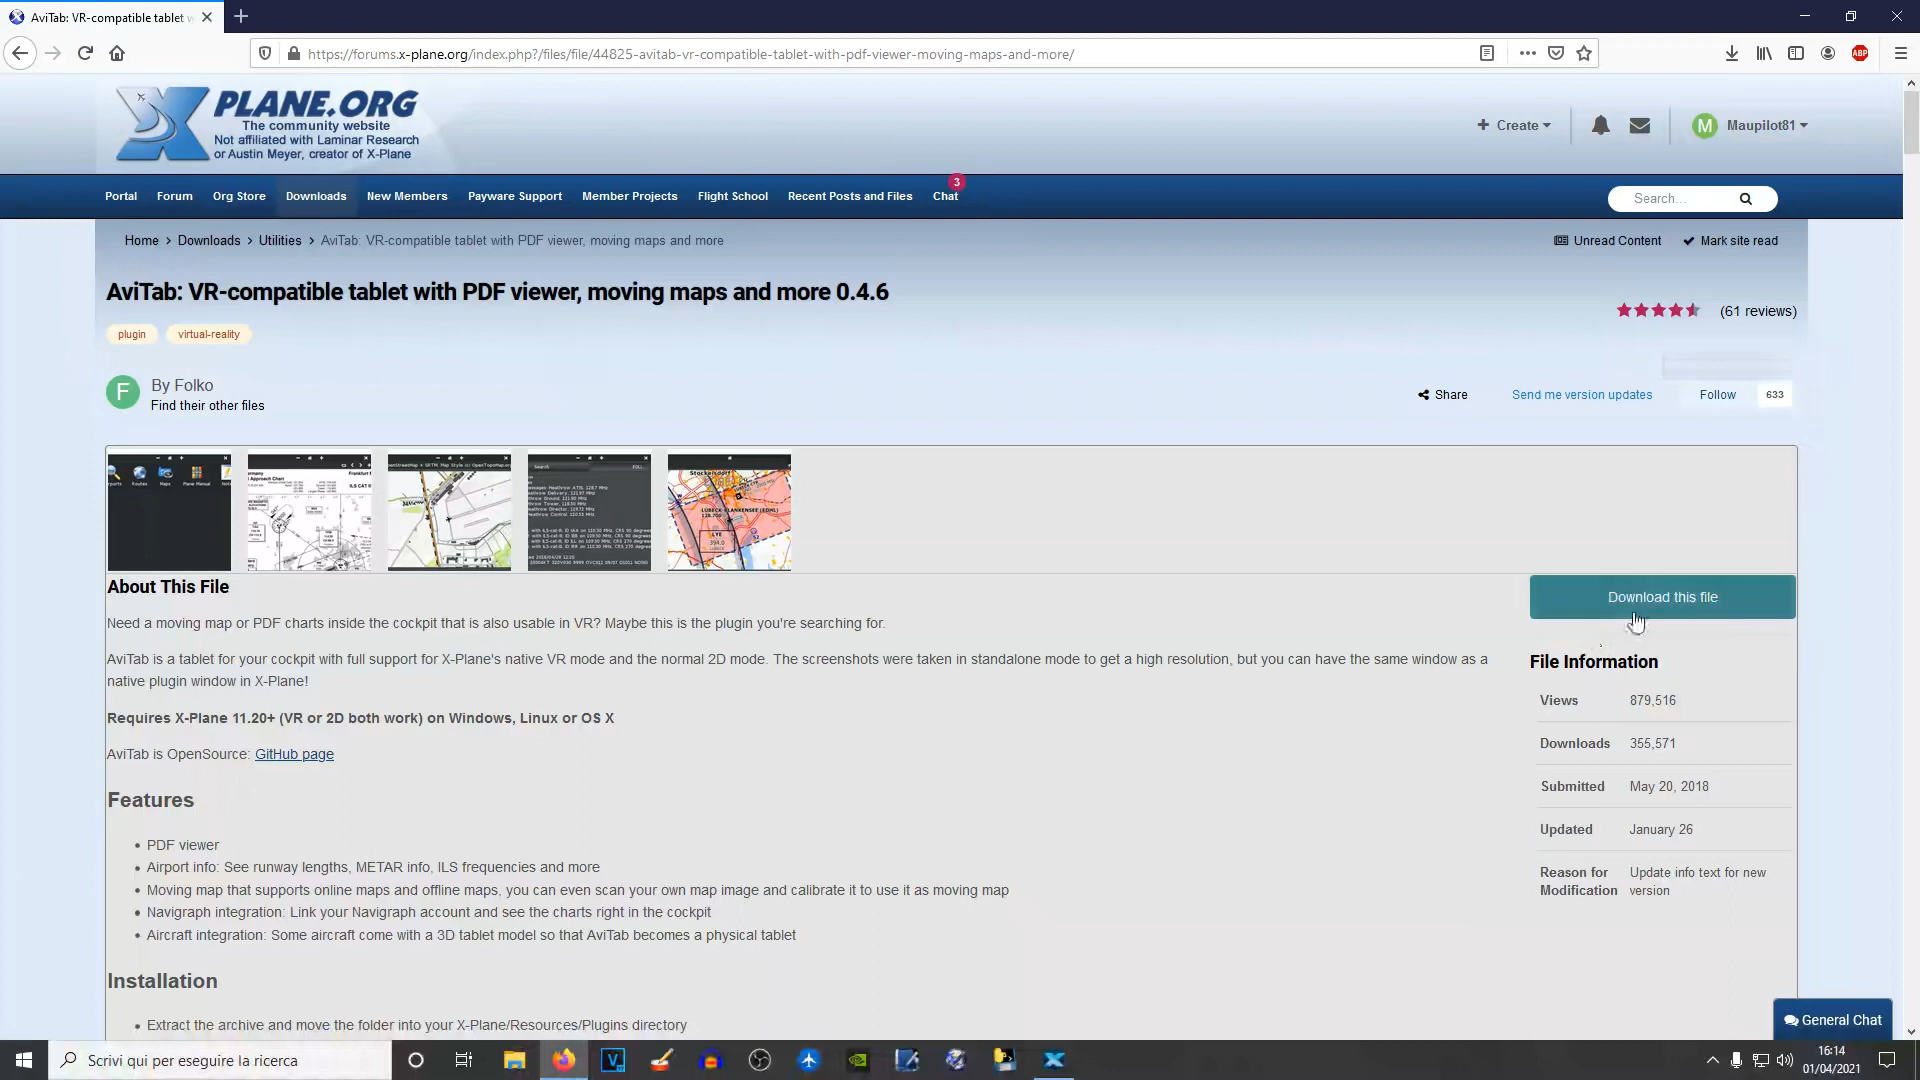 AviTab: VR-compatible tablet w
https://forums.x-plane.org/index.php?/files/file/44825-avitab-vr-compatible-tablet-with-pdf-viewer-moving-maps-and-more/
ABP
PLANE.ORG
The community website
Not affiliated with Laminar Research
or Austin Meyer, creator of X-Plane
+ Create
M Maupilot81
Portal Forum Org Store Downloads New Members Payware Support Member Projects Flight School Recent Posts and Files Chat 3
Search...
Home > Downloads > Utilities > AviTab: VR-compatible tablet with PDF viewer, moving maps and more
Unread Content Mark site read
AviTab: VR-compatible tablet with PDF viewer, moving maps and more 0.4.6
(61 reviews)
plugin virtual-reality
F By Folko
Find their other files
Share Send me version updates Follow 633
Routes Maps Plane Manual
Approach Chart
Search
LÜBECK-BLANKENSEE (EDHL)
About This File
Download this file
Need a moving map or PDF charts inside the cockpit that is also usable in VR? Maybe this is the plugin you're searching for.
AviTab is a tablet for your cockpit with full support for X-Plane's native VR mode and the normal 2D mode. The screenshots were taken in standalone mode to get a high resolution, but you can have the same window as a
native plugin window in X-Plane!
Requires X-Plane 11.20+ (VR or 2D both work) on Windows, Linux or OS X
AviTab is OpenSource: GitHub page
Features
• PDF viewer
• Airport info: See runway lengths, METAR info, ILS frequencies and more
• Moving map that supports online maps and offline maps, you can even scan your own map image and calibrate it to use it as moving map
• Navigraph integration: Link your Navigraph account and see the charts right in the cockpit
• Aircraft integration: Some aircraft come with a 3D tablet model so that AviTab becomes a physical tablet
Installation
• Extract the archive and move the folder into your X-Plane/Resources/Plugins directory
File Information
Views 879,516
Downloads 355,571
Submitted May 20, 2018
Updated January 26
Reason for Modification Update info text for new version
General Chat
Scrivi qui per eseguire la ricerca
16:14
01/04/2021